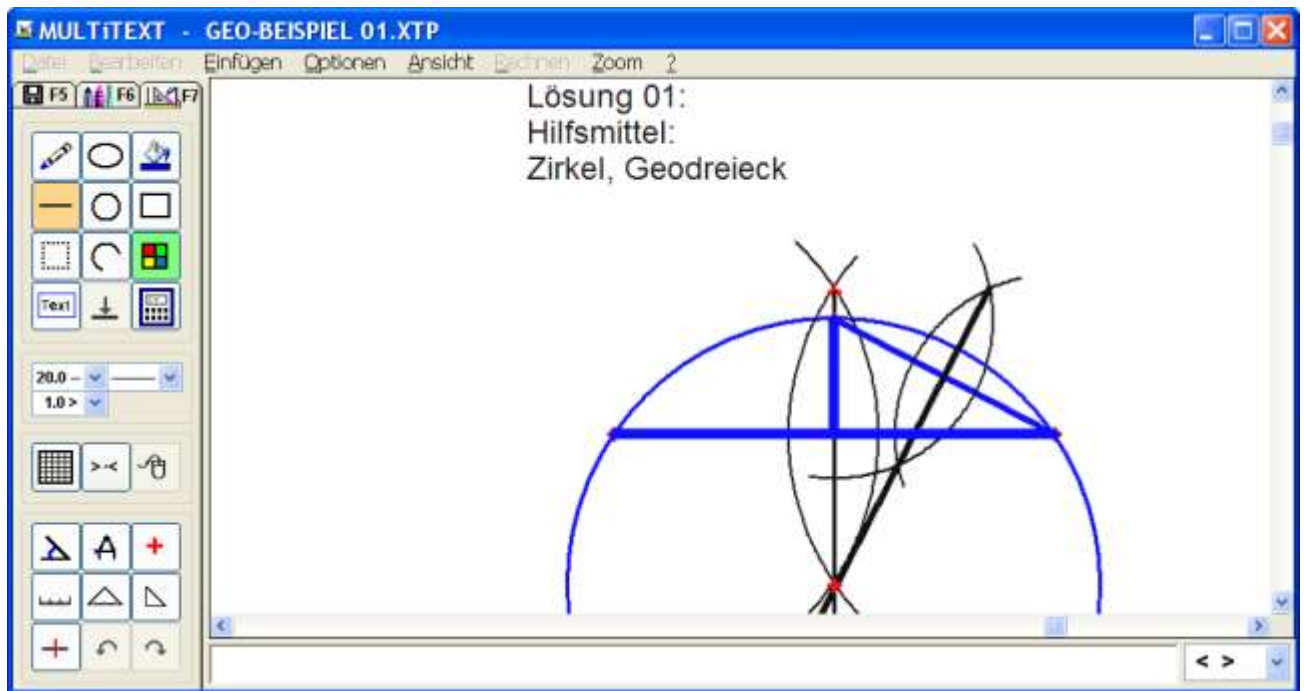 MULTiTEXT - GEO-BEISPIEL 01.XTP
Datei Bearbeiten Einfügen Optionen Ansicht Rechnen Zoom ?
F5 F6 F7
Lösung 01:
Hilfsmittel:
Zirkel, Geodreieck
Text
20.0
1.0 >
> <
A
< >